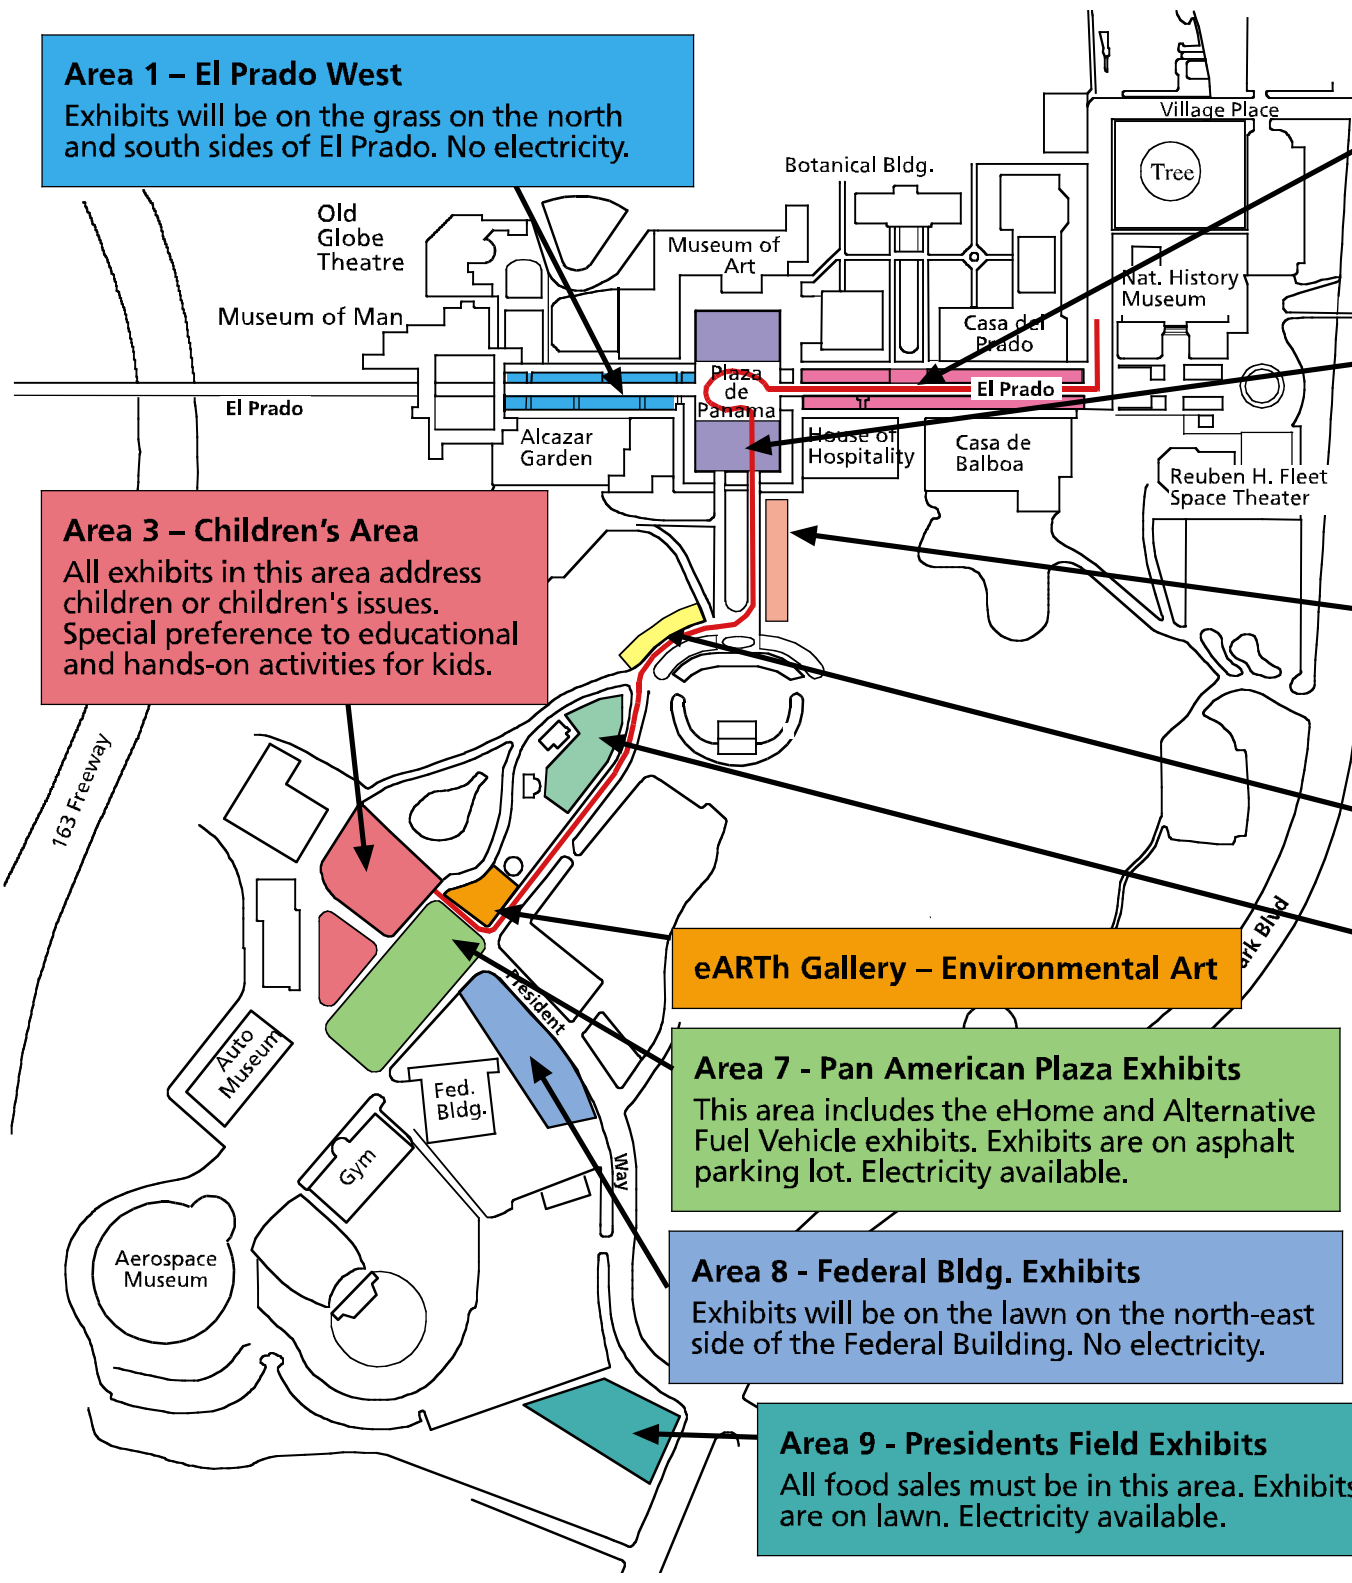 Area 1 – El Prado West
Exhibits will be on the grass on the north
and south sides of El Prado. No electricity.
Village Place
Tree
Botanical Bldg.
Old
Globe
Theatre
Museum of
Art
Nat. History
Museum
Museum of Man
Casa del
Prado
Plaza
de
Panama
El Prado
El Prado
Alcazar
Garden
House of
Hospitality
Casa de
Balboa
Reuben H. Fleet
Space Theater
Area 3 – Children's Area
All exhibits in this area address
children or children's issues.
Special preference to educational
and hands-on activities for kids.
163 Freeway
ark Blvd
eARTh Gallery – Environmental Art
President
Way
Auto
Museum
Fed.
Bldg.
Gym
Aerospace
Museum
Area 7 - Pan American Plaza Exhibits
This area includes the eHome and Alternative
Fuel Vehicle exhibits. Exhibits are on asphalt
parking lot. Electricity available.
Area 8 - Federal Bldg. Exhibits
Exhibits will be on the lawn on the north-east
side of the Federal Building. No electricity.
Area 9 - Presidents Field Exhibits
All food sales must be in this area. Exhibits
are on lawn. Electricity available.